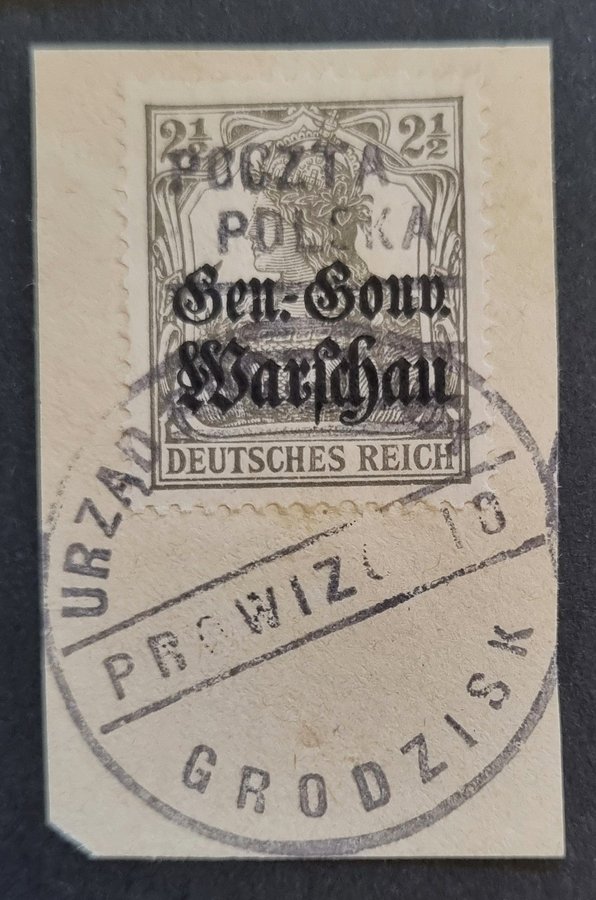 2½ 2½
POCZTA
POLSKA
Gen.-Gouv.
Warschau
DEUTSCHES REICH
URZĄD
GRODZISK